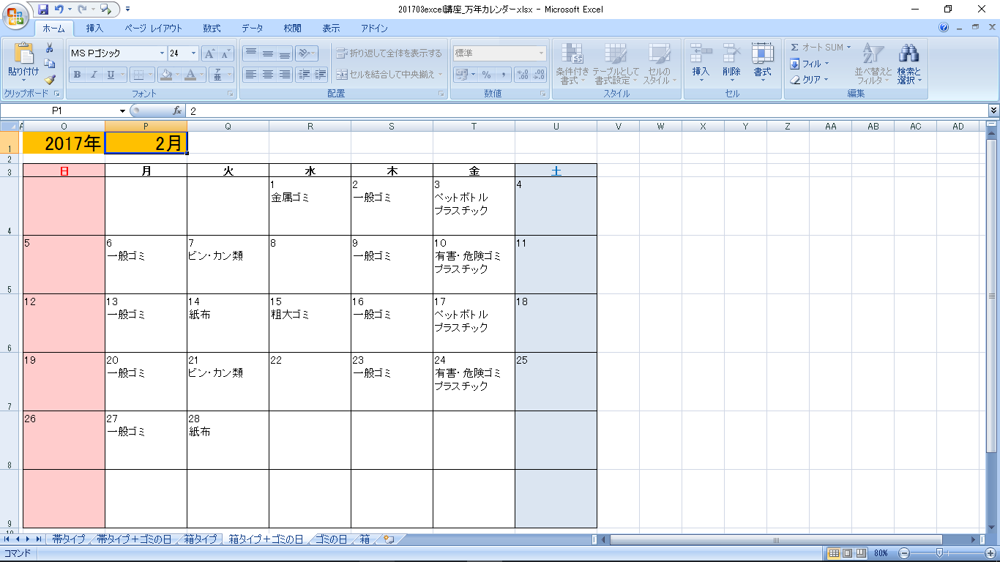 201703excel講座_万年カレンダー.xlsx - Microsoft Excel
ホーム 挿入 ページ レイアウト 数式 データ 校閲 表示 アドイン
貼り付け
クリップボード
MS Pゴシック 24
B I U
フォント
折り返して全体を表示する
セルを結合して中央揃え
配置
標準
%
数値
条件付き書式 テーブルとして書式設定 セルのスタイル
スタイル
挿入 削除 書式
セル
Σ オート SUM
フィル
クリア
並べ替えとフィルタ 検索と選択
編集
P1 fx 2
A O P Q R S T U V W X Y Z AA AB AC AD
1 2017年 2月
2
3 日 月 火 水 木 金 土
1 2 3 4
金属ゴミ 一般ゴミ ペットボトル
プラスチック
4
5 6 7 8 9 10 11
一般ゴミ ビン・カン類 一般ゴミ 有害・危険ゴミ
プラスチック
5
12 13 14 15 16 17 18
一般ゴミ 紙布 粗大ゴミ 一般ゴミ ペットボトル
プラスチック
6
19 20 21 22 23 24 25
一般ゴミ ビン・カン類 一般ゴミ 有害・危険ゴミ
プラスチック
7
26 27 28
一般ゴミ 紙布
8
9
10
帯タイプ 帯タイプ+ゴミの日 箱タイプ 箱タイプ+ゴミの日 ゴミの日 箱
コマンド 80%